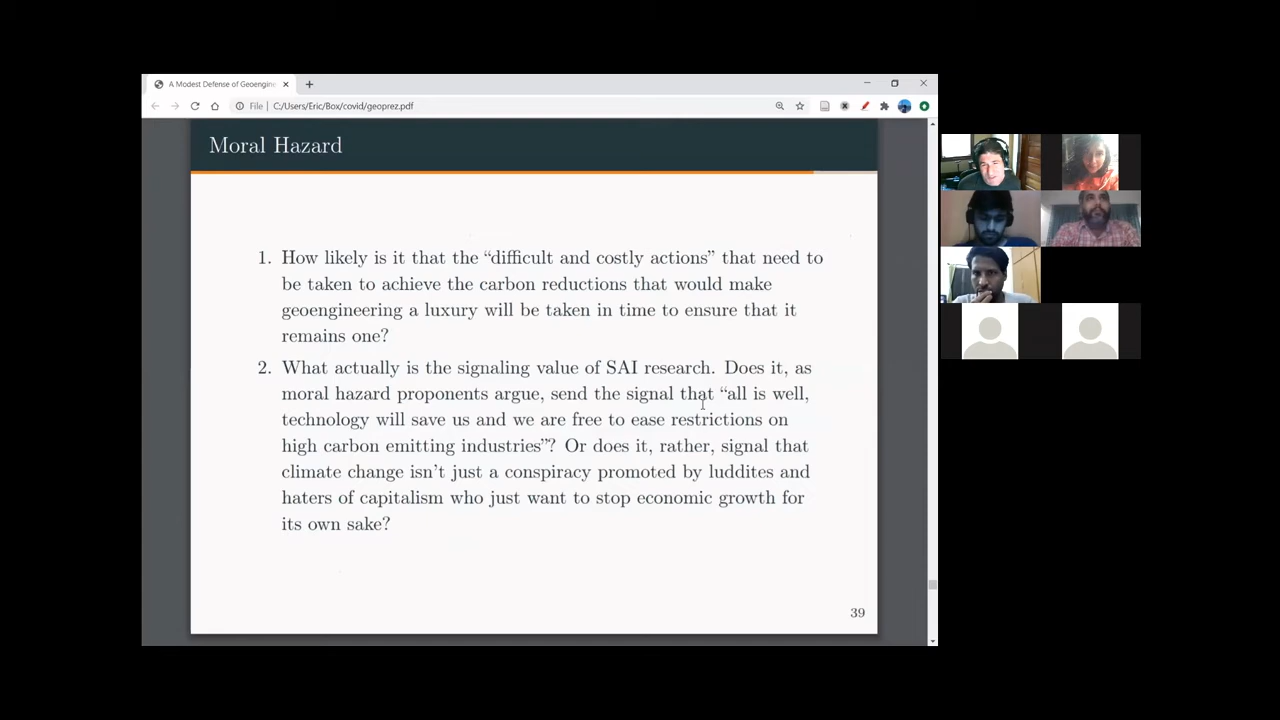 A Modest Defense of Geoengine
File | C:/Users/Eric/Box/covid/geoprez.pdf
Moral Hazard
1. How likely is it that the “difficult and costly actions” that need to
be taken to achieve the carbon reductions that would make
geoengineering a luxury will be taken in time to ensure that it
remains one?
2. What actually is the signaling value of SAI research. Does it, as
moral hazard proponents argue, send the signal that “all is well,
technology will save us and we are free to ease restrictions on
high carbon emitting industries”? Or does it, rather, signal that
climate change isn’t just a conspiracy promoted by luddites and
haters of capitalism who just want to stop economic growth for
its own sake?
39